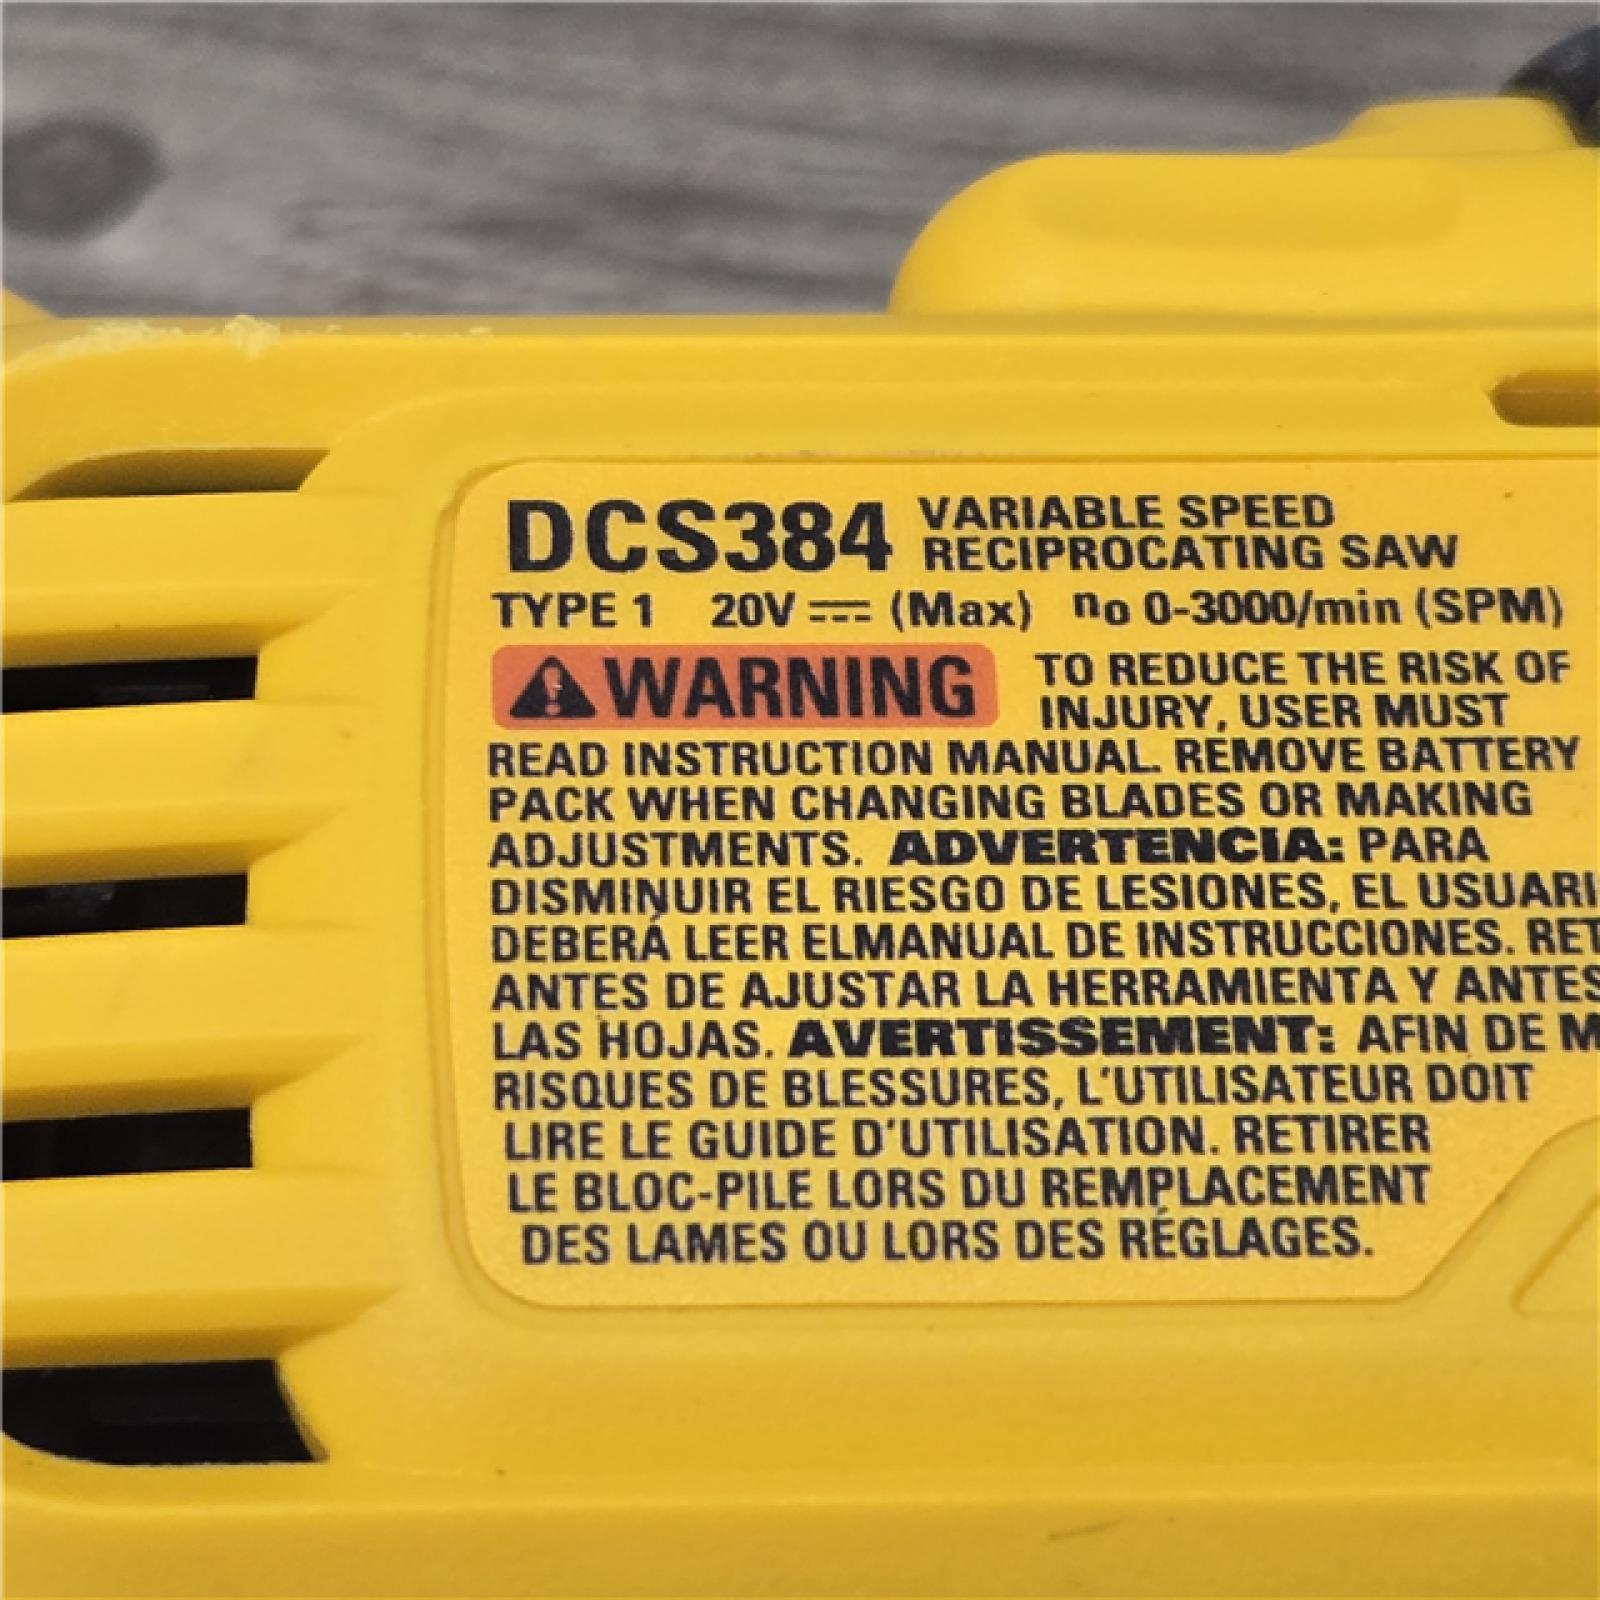 DCS384 VARIABLE SPEED
RECIPROCATING SAW
TYPE 1 20V ⎓ (Max) no 0-3000/min (SPM)
WARNING TO REDUCE THE RISK OF
INJURY, USER MUST
READ INSTRUCTION MANUAL. REMOVE BATTERY
PACK WHEN CHANGING BLADES OR MAKING
ADJUSTMENTS. ADVERTENCIA: PARA
DISMINUIR EL RIESGO DE LESIONES, EL USUARI
DEBERÁ LEER ELMANUAL DE INSTRUCCIONES. RET
ANTES DE AJUSTAR LA HERRAMIENTA Y ANTES
LAS HOJAS. AVERTISSEMENT: AFIN DE M
RISQUES DE BLESSURES, L'UTILISATEUR DOIT
LIRE LE GUIDE D'UTILISATION. RETIRER
LE BLOC-PILE LORS DU REMPLACEMENT
DES LAMES OU LORS DES RÉGLAGES.